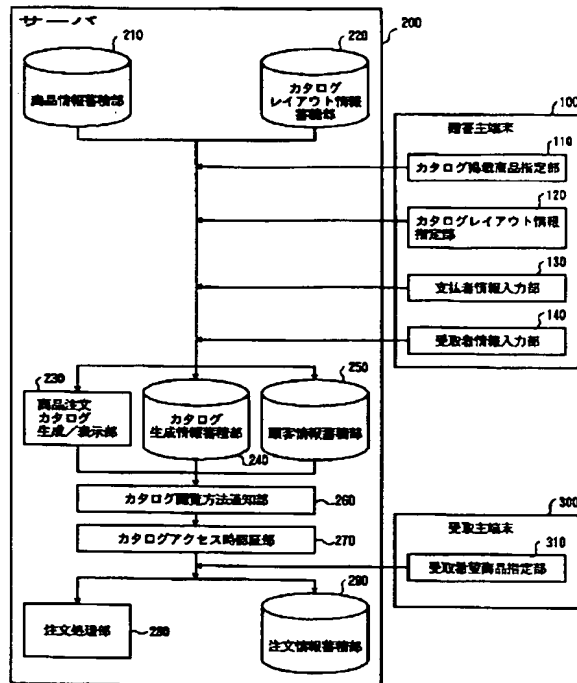 サーバ
200
210
商品情報蓄積部
220
カタログ
レイアウト情報
蓄積部
100
贈答主端末
110
カタログ掲載商品指定部
120
カタログレイアウト情報
指定部
130
支払者情報入力部
140
受取者情報入力部
230
商品注文
カタログ
生成／表示部
カタログ
生成情報蓄積部
240
250
顧客情報蓄積部
カタログ閲覧方法通知部
260
カタログアクセス時認証部
270
300
受取主端末
310
受取希望商品指定部
注文処理部
280
290
注文情報蓄積部